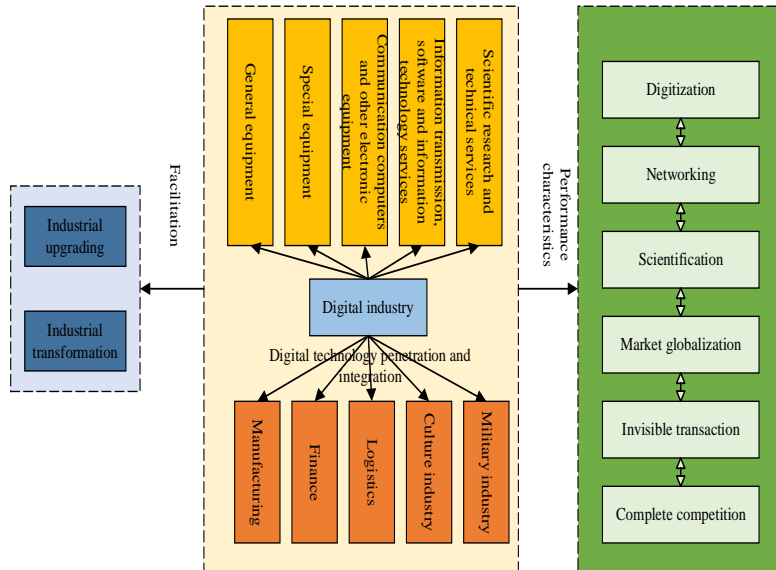 Industrial
upgrading
Industrial
transformation
Facilitation
General equipment
Special equipment
Communication computers
and other electronic
equipment
Information transmission,
software and information
technology services
Scientific research and
technical services
Digital industry
Digital technology penetration and
integration
Manufacturing
Finance
Logistics
Culture industry
Military industry
Performance
characteristics
Digitization
Networking
Scientification
Market globalization
Invisible transaction
Complete competition